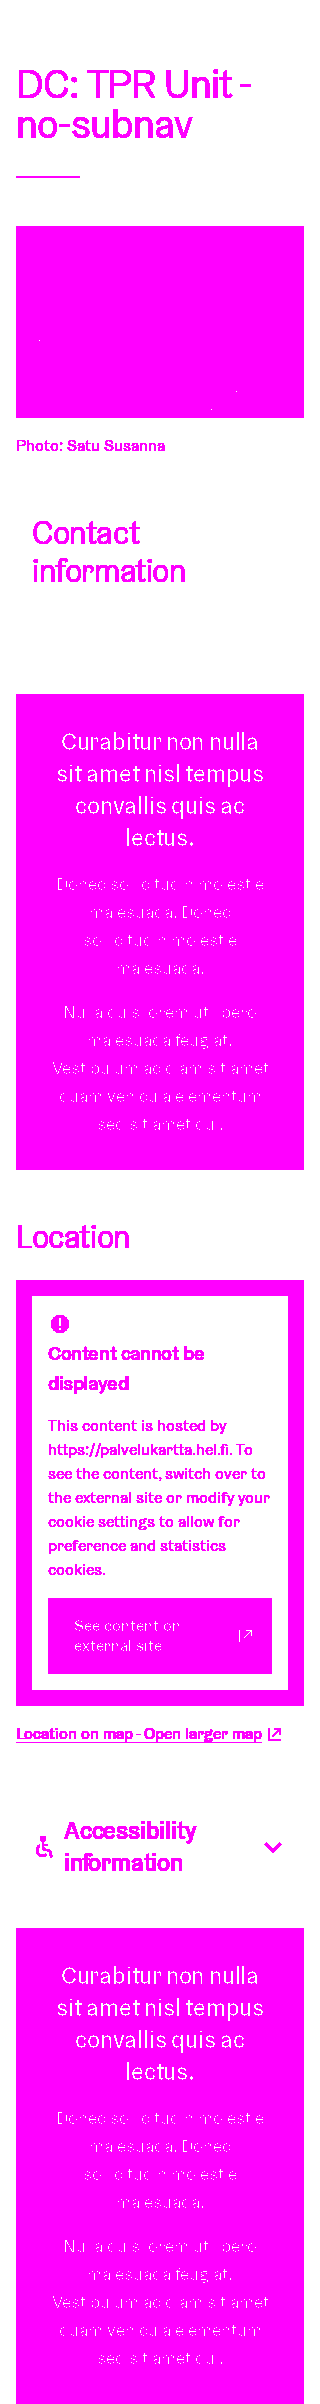 DC: TPR Unit -
no-subnav
Photo: Satu Susanna
Contact
information
Curabitur non nulla
sit amet nisl tempus
convallis quis ac
lectus.
Donec sollicitudin molestie
malesuada. Donec
sollicitudin molestie
malesuada.
Nulla quis lorem ut libero
malesuada feugiat.
Vestibulum ac diam sit amet
quam vehicula elementum
sed sit amet dui.
Location
Content cannot be
displayed
This content is hosted by
https://palvelukartta.hel.fi. To
see the content, switch over to
the external site or modify your
cookie settings to allow for
preference and statistics
cookies.
See content on
external site
Location on map - Open larger map
Accessibility
information
Curabitur non nulla
sit amet nisl tempus
convallis quis ac
lectus.
Donec sollicitudin molestie
malesuada. Donec
sollicitudin molestie
malesuada.
Nulla quis lorem ut libero
malesuada feugiat.
Vestibulum ac diam sit amet
quam vehicula elementum
sed sit amet dui.